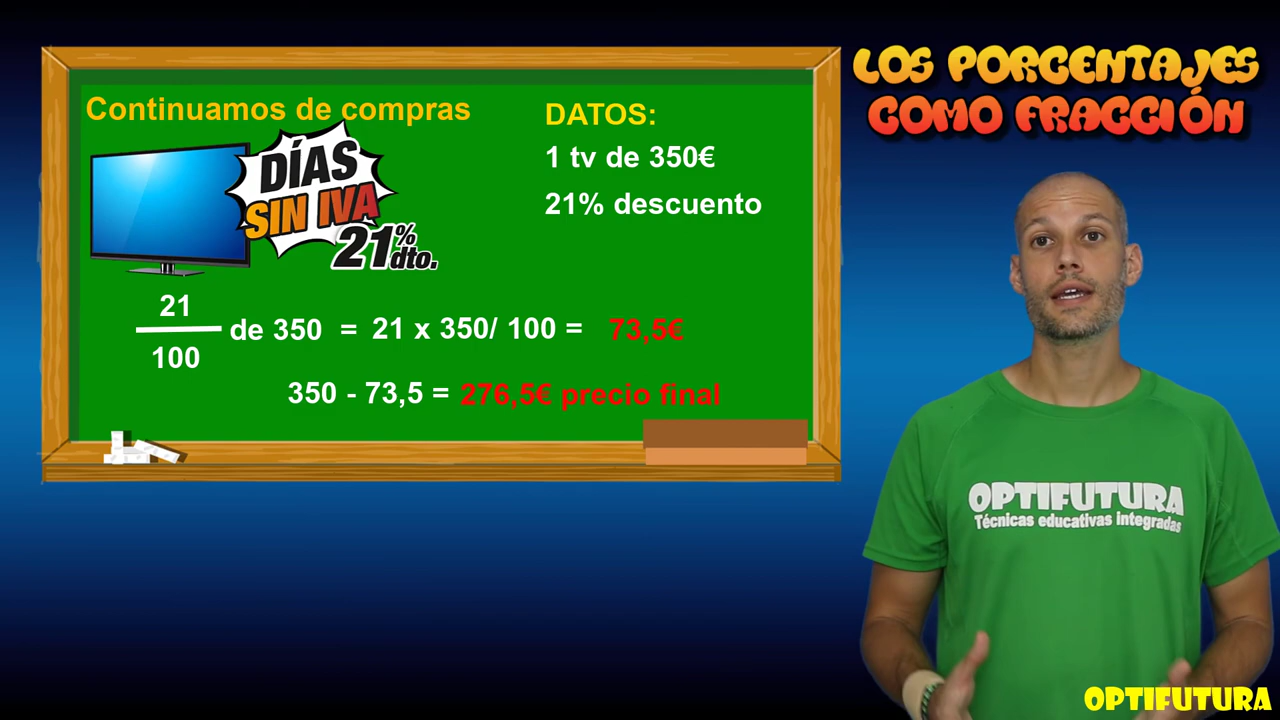 LOS PORCENTAJES
COMO FRACCIÓN
Continuamos de compras
DÍAS
SIN IVA
21% dto.
DATOS:
1 tv de 350€
21% descuento
21
100
de 350 = 21 x 350/ 100 = 73,5€
350 - 73,5 = 276,5€ precio final
OPTIFUTURA
Técnicas educativas integradas
OPTIFUTURA